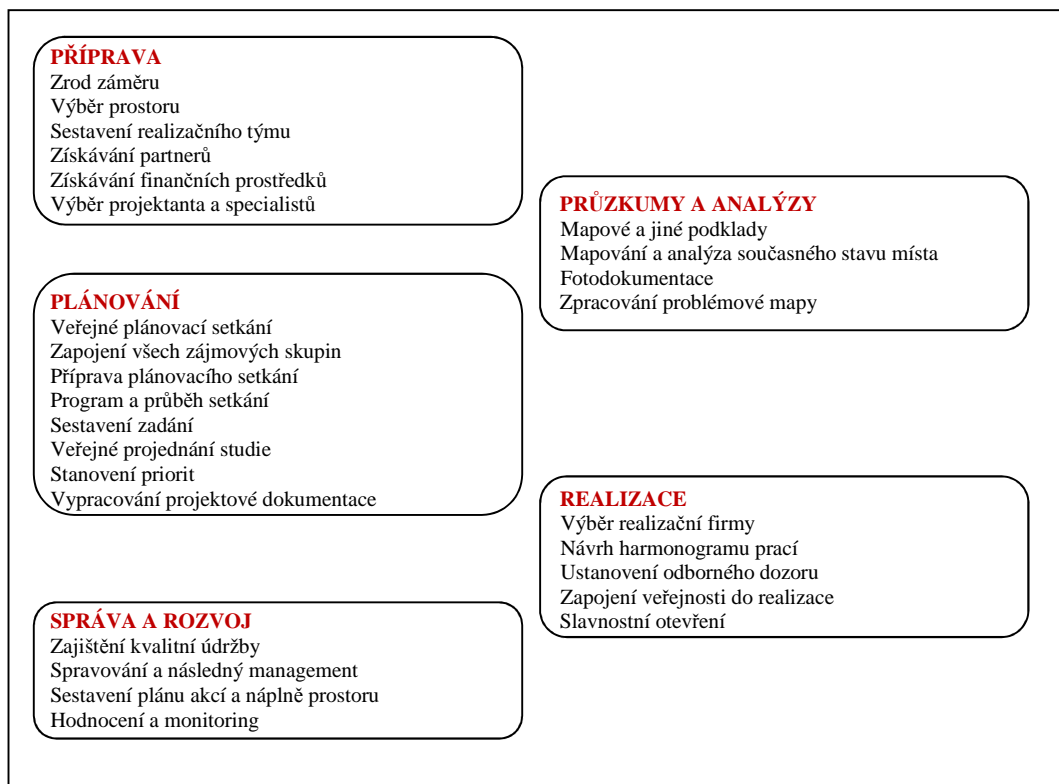 PŘÍPRAVA
Zrod záměru
Výběr prostoru
Sestavení realizačního týmu
Získávání partnerů
Získávání finančních prostředků
Výběr projektanta a specialistů
PRŮZKUMY A ANALÝZY
Mapové a jiné podklady
Mapování a analýza současného stavu místa
Fotodokumentace
Zpracování problémové mapy
PLÁNOVÁNÍ
Veřejné plánovací setkání
Zapojení všech zájmových skupin
Příprava plánovacího setkání
Program a průběh setkání
Sestavení zadání
Veřejné projednání studie
Stanovení priorit
Vypracování projektové dokumentace
REALIZACE
Výběr realizační firmy
Návrh harmonogramu prací
Ustanovení odborného dozoru
Zapojení veřejnosti do realizace
Slavnostní otevření
SPRÁVA A ROZVOJ
Zajištění kvalitní údržby
Spravování a následný management
Sestavení plánu akcí a náplně prostoru
Hodnocení a monitoring